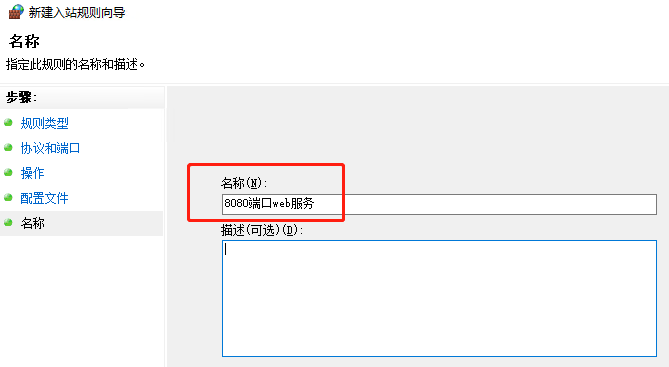 新建入站规则向导
名称
指定此规则的名称和描述。
步骤:
规则类型
协议和端口
操作
配置文件
名称
名称(N):
8080端口web服务
描述(可选)(D):